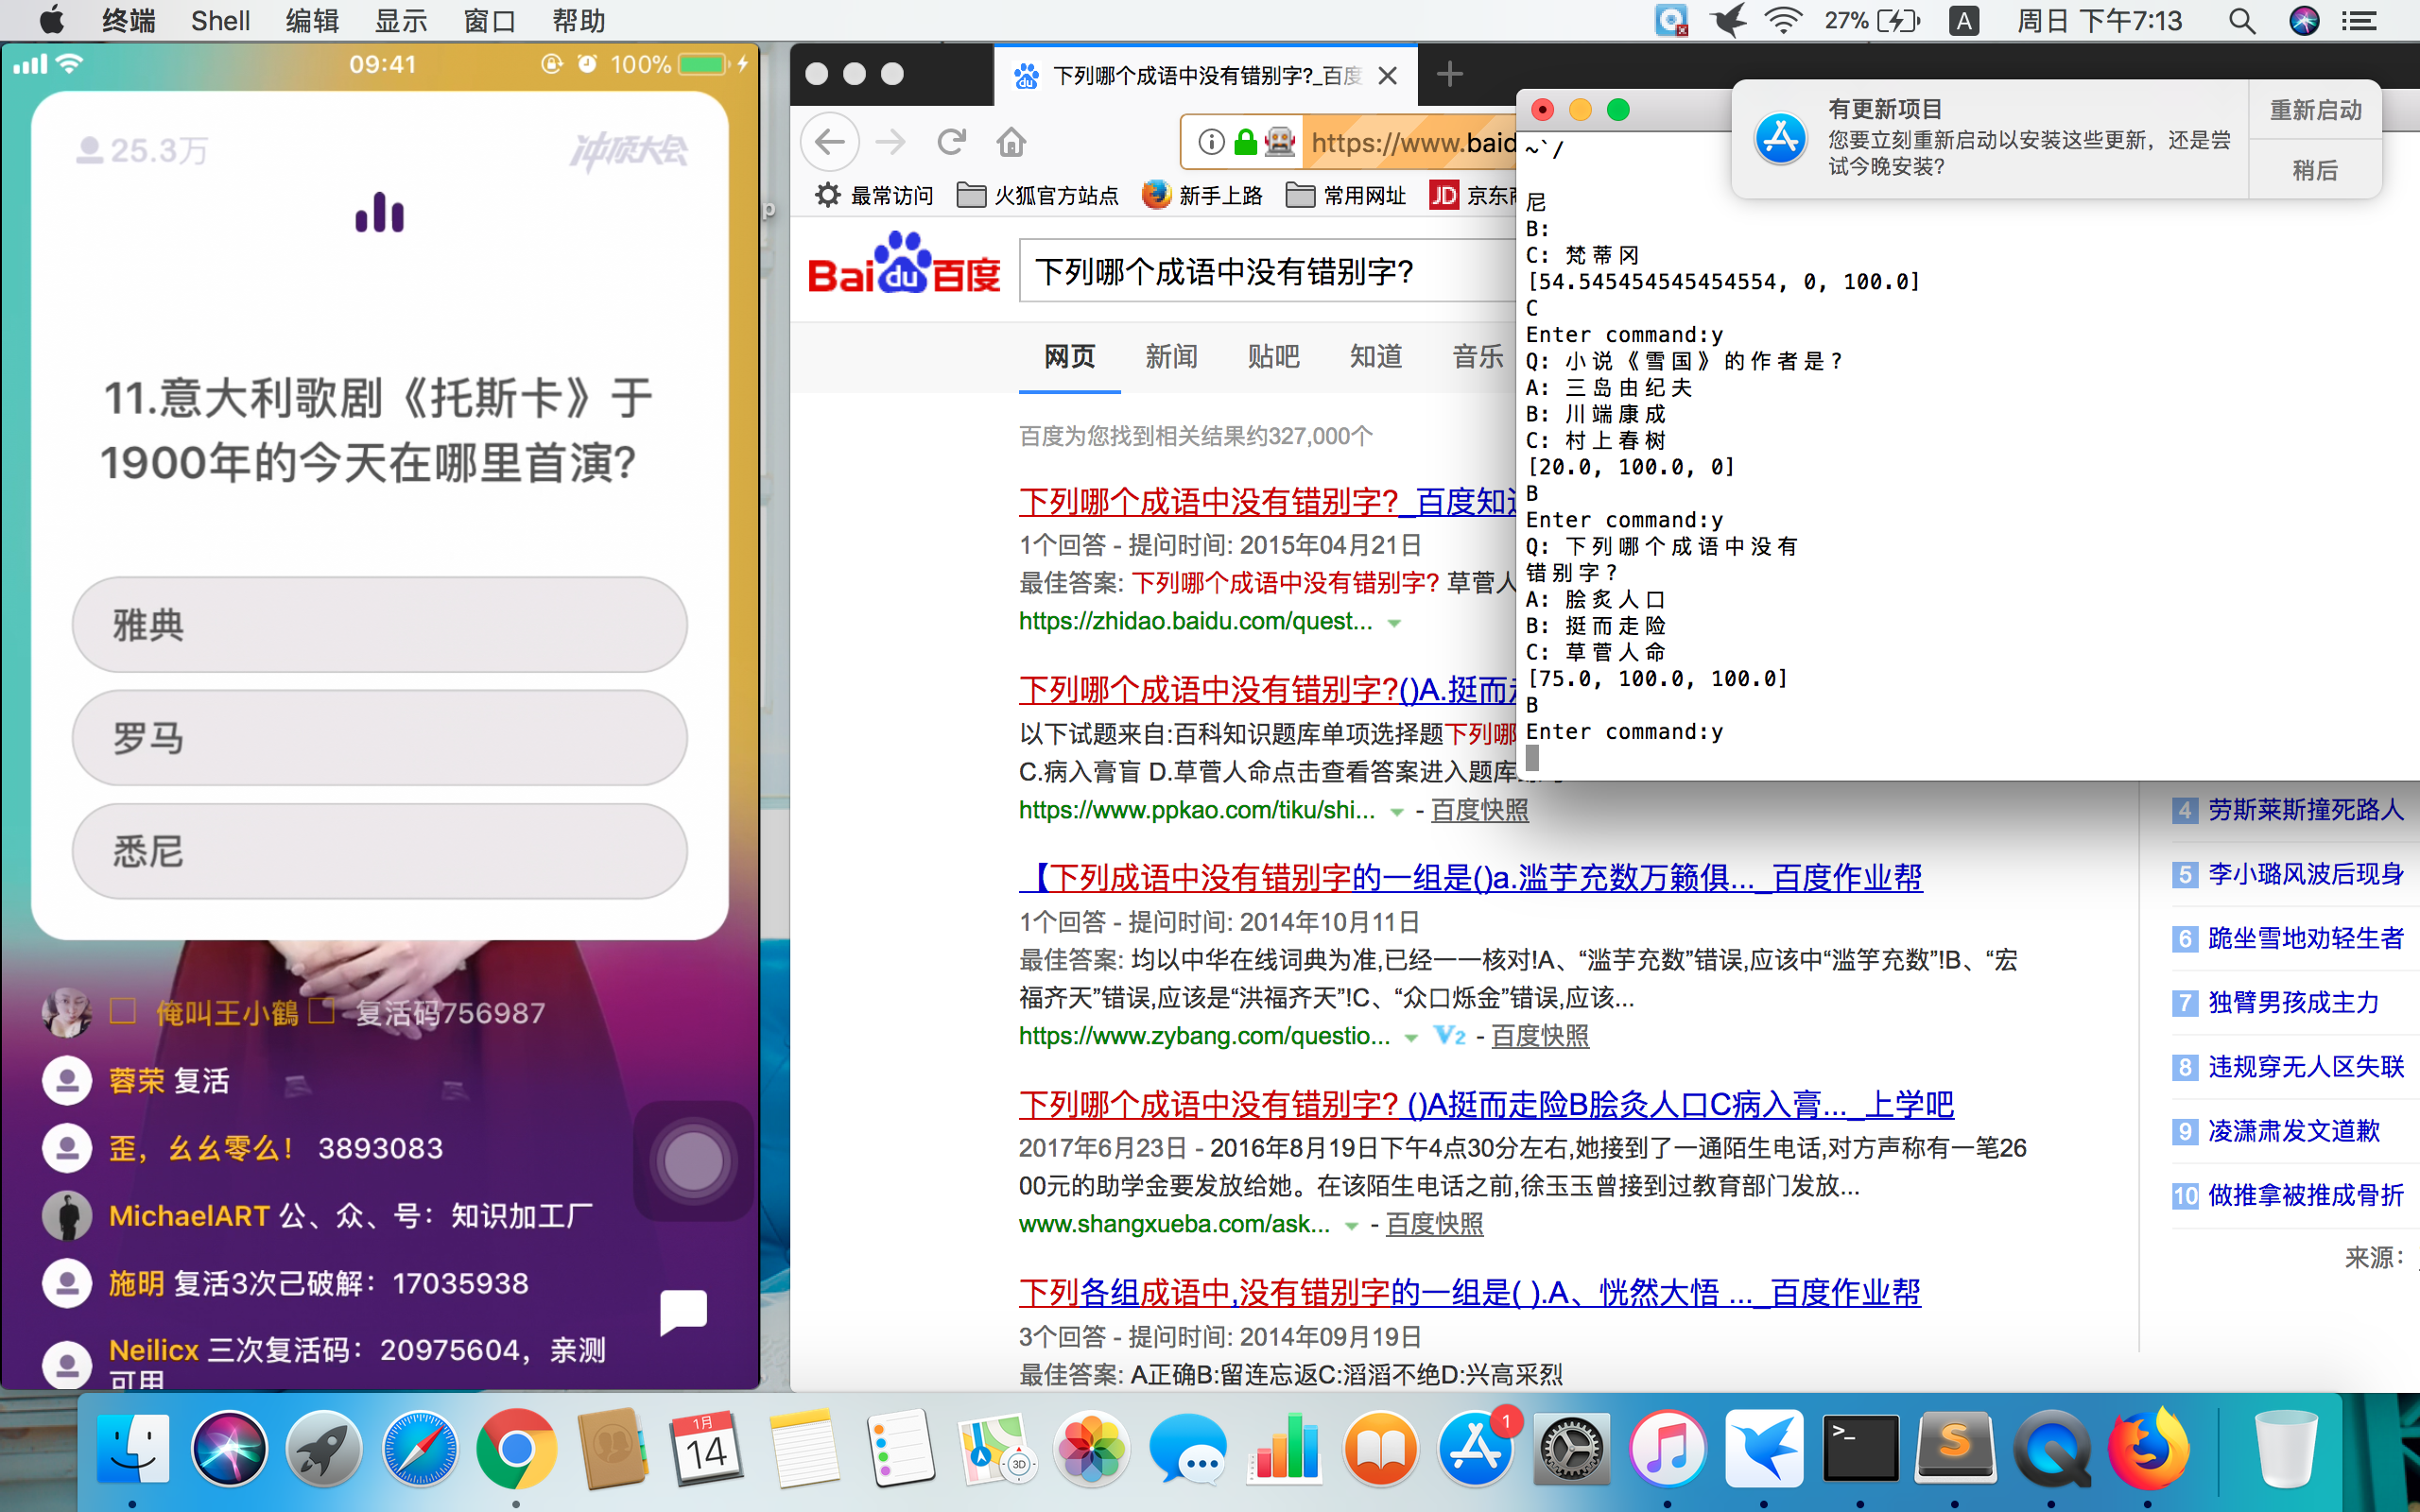 终端 Shell 编辑 显示 窗口 帮助
27% A 周日 下午7:13
09:41 100%
25.3万 冲顶大会
11.意大利歌剧《托斯卡》于
1900年的今天在哪里首演?
雅典
罗马
悉尼
俺叫王小鶴 复活码756987
蓉荣 复活
歪，幺幺零么！ 3893083
MichaelART 公、众、号：知识加工厂
施明 复活3次己破解：17035938
Neilicx 三次复活码：20975604，亲测
可用
下列哪个成语中没有错别字?_百度
https://www.baid
最常访问 火狐官方站点 新手上路 常用网址 JD 京东商
Bai du 百度
下列哪个成语中没有错别字?
网页 新闻 贴吧 知道 音乐
百度为您找到相关结果约327,000个
下列哪个成语中没有错别字?_百度知道
1个回答 - 提问时间: 2015年04月21日
最佳答案: 下列哪个成语中没有错别字? 草菅人
https://zhidao.baidu.com/quest...
下列哪个成语中没有错别字?()A.挺而走
以下试题来自:百科知识题库单项选择题下列哪
C.病入膏肓 D.草菅人命点击查看答案进入题库
https://www.ppkao.com/tiku/shi... - 百度快照
【下列成语中没有错别字的一组是()a.滥芋充数万籁俱..._百度作业帮
1个回答 - 提问时间: 2014年10月11日
最佳答案: 均以中华在线词典为准,已经一一核对!A、“滥芋充数”错误,应该中“滥竽充数”!B、“宏
福齐天”错误,应该是“洪福齐天”!C、“众口烁金”错误,应该...
https://www.zybang.com/questio... V2 - 百度快照
下列哪个成语中没有错别字? ()A挺而走险B脍灸人口C病入膏..._上学吧
2017年6月23日 - 2016年8月19日下午4点30分左右,她接到了一通陌生电话,对方声称有一笔26
00元的助学金要发放给她。在该陌生电话之前,徐玉玉曾接到过教育部门发放...
www.shangxueba.com/ask... - 百度快照
下列各组成语中,没有错别字的一组是( ).A、恍然大悟 ..._百度作业帮
3个回答 - 提问时间: 2014年09月19日
最佳答案: A正确B:留连忘返C:滔滔不绝D:兴高采烈
有更新项目
您要立刻重新启动以安装这些更新，还是尝
试今晚安装?
重新启动
稍后
~`/
尼
B:
C: 梵蒂冈
[54.545454545454554, 0, 100.0]
C
Enter command:y
Q: 小说《雪国》的作者是?
A: 三岛由纪夫
B: 川端康成
C: 村上春树
[20.0, 100.0, 0]
B
Enter command:y
Q: 下列哪个成语中没有
错别字?
A: 脍炙人口
B: 挺而走险
C: 草菅人命
[75.0, 100.0, 100.0]
B
Enter command:y
4 劳斯莱斯撞死路人
5 李小璐风波后现身
6 跪坐雪地劝轻生者
7 独臂男孩成主力
8 违规穿无人区失联
9 凌潇肃发文道歉
10 做推拿被推成骨折
来源：
1月
14
3D
1